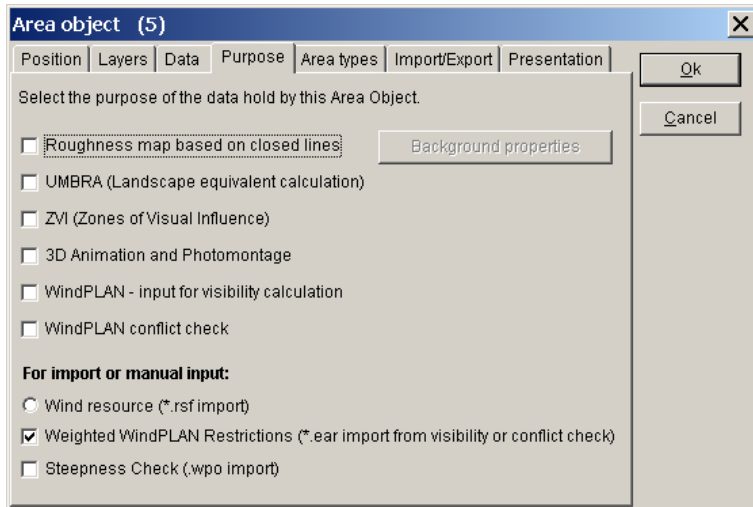 Area object (5)
Position Layers Data Purpose Area types Import/Export Presentation
Ok
Select the purpose of the data hold by this Area Object.
Cancel
Roughness map based on closed lines Background properties
UMBRA (Landscape equivalent calculation)
ZVI (Zones of Visual Influence)
3D Animation and Photomontage
WindPLAN - input for visibility calculation
WindPLAN conflict check
For import or manual input:
Wind resource (*.rsf import)
Weighted WindPLAN Restrictions (*.ear import from visibility or conflict check)
Steepness Check (.wpo import)